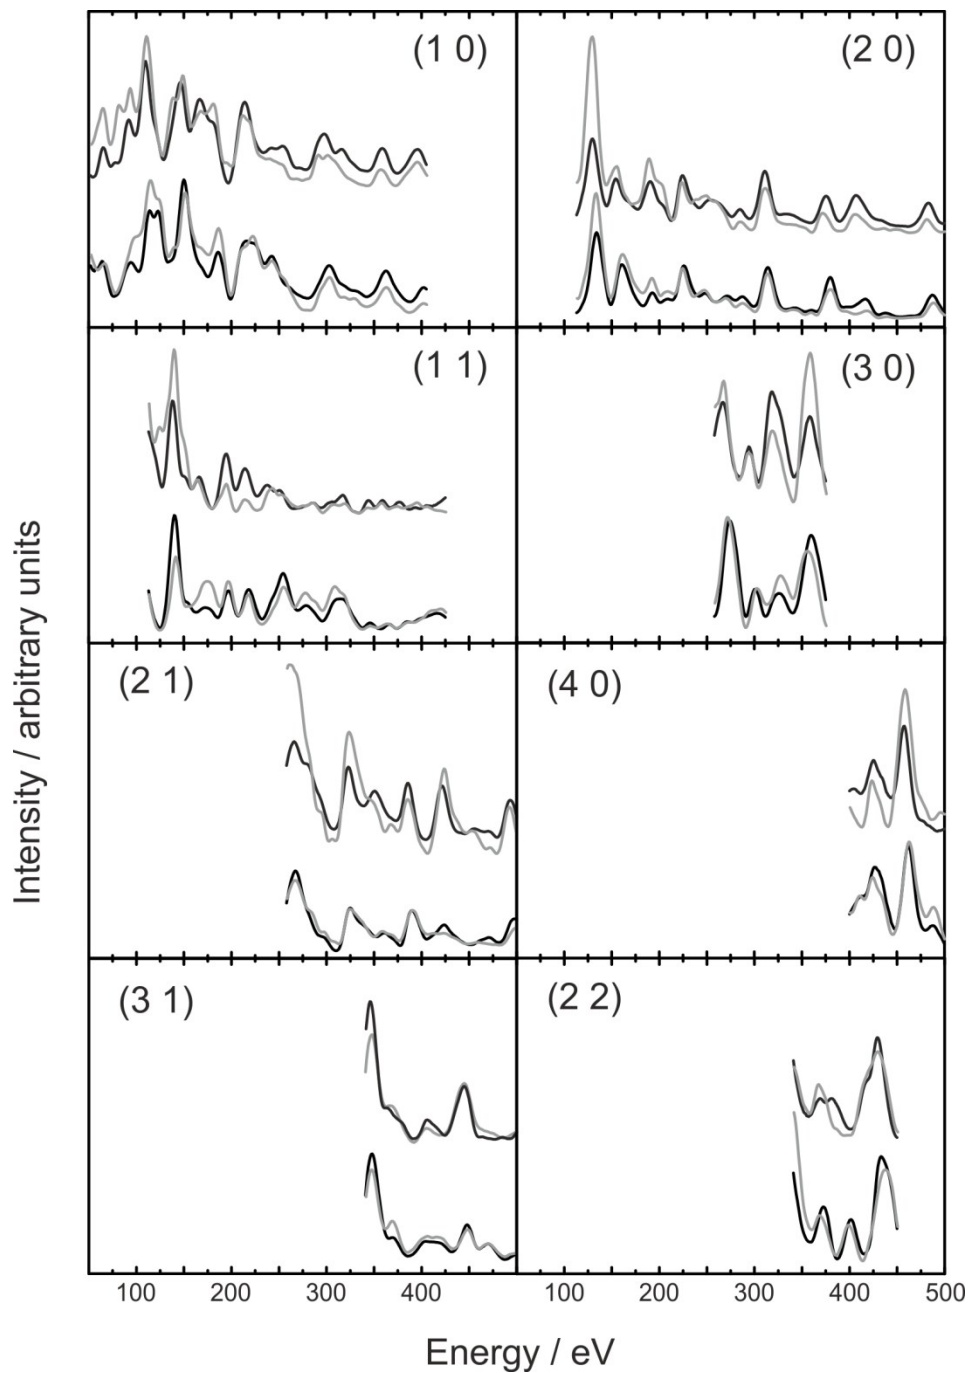 (1 0)
(2 0)
(1 1)
(3 0)
(2 1)
(4 0)
(3 1)
(2 2)
Intensity / arbitrary units
100 200 300 400
100 200 300 400 500
Energy / eV